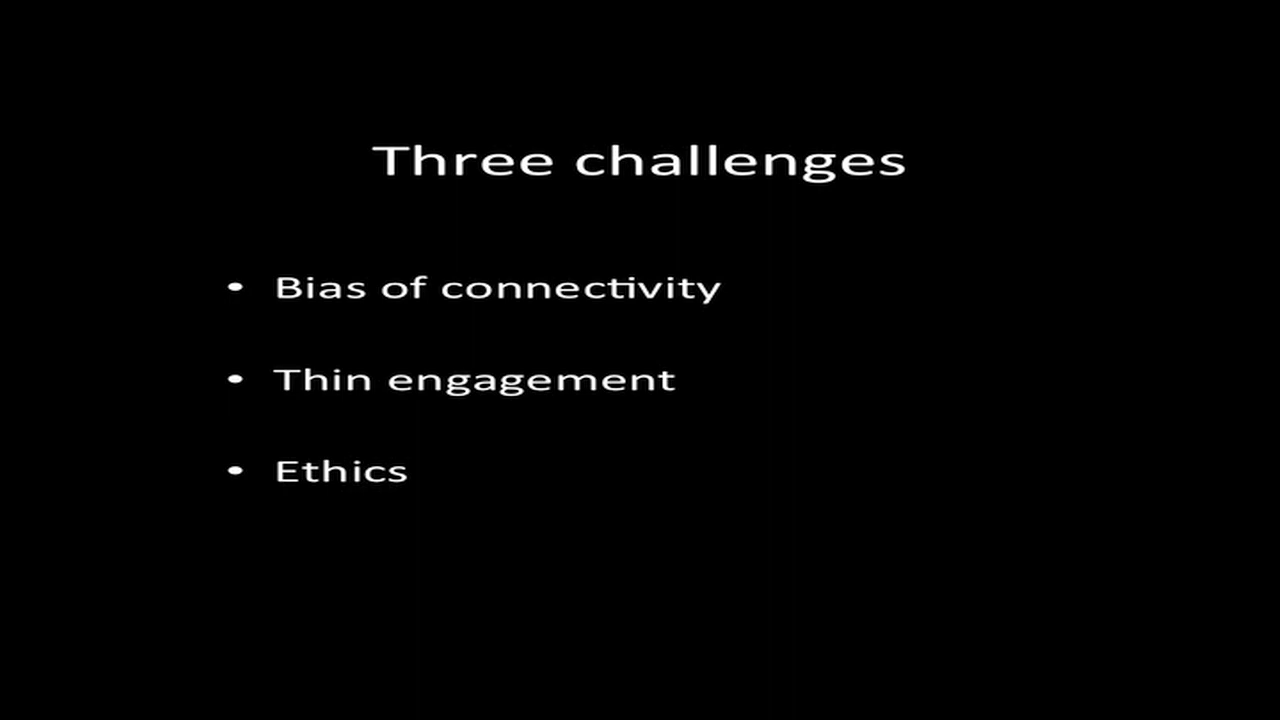 Three challenges
• Bias of connectivity
• Thin engagement
• Ethics